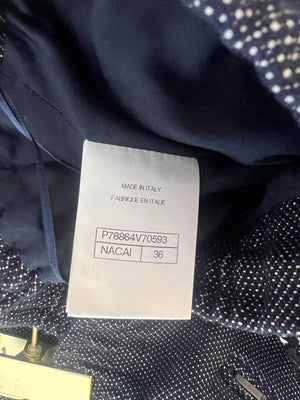 MADE IN ITALY
FABRIQUE EN ITALIE
P78864V70593
NACAI 36